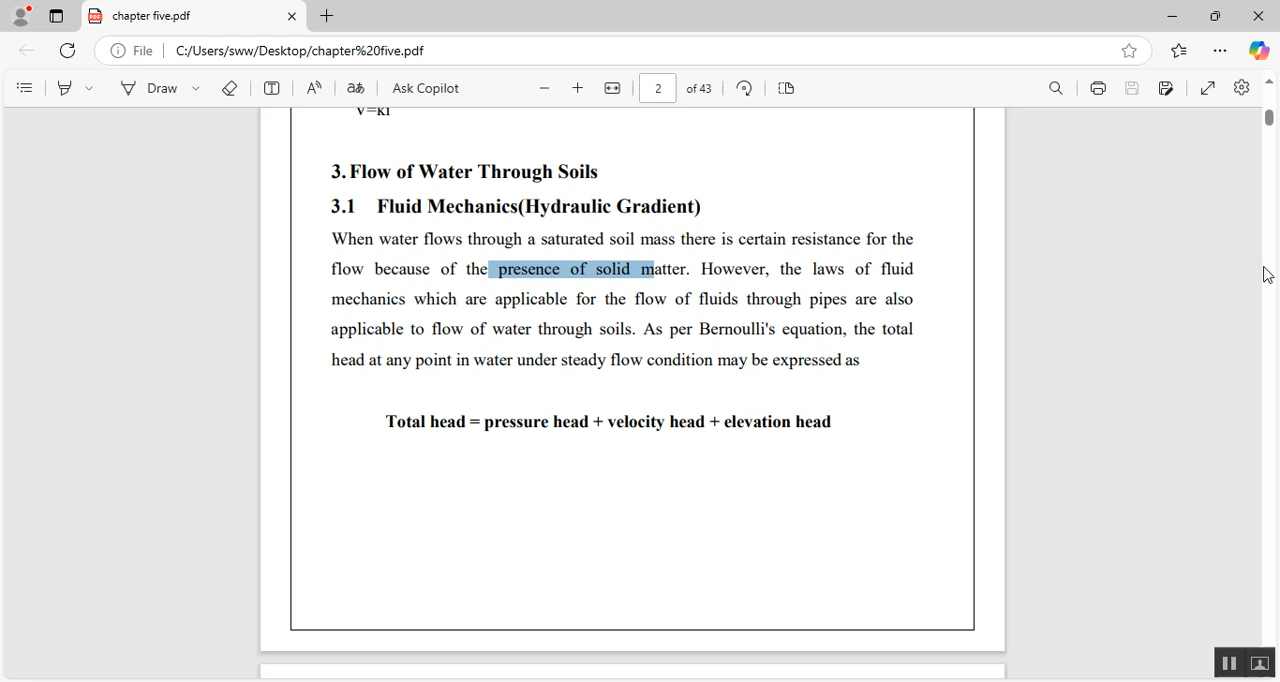 chapter five.pdf
File
C:/Users/sww/Desktop/chapter%20five.pdf
Draw
Ask Copilot
2 of 43
V=ki
3. Flow of Water Through Soils
3.1 Fluid Mechanics(Hydraulic Gradient)
When water flows through a saturated soil mass there is certain resistance for the
flow because of the presence of solid matter. However, the laws of fluid
mechanics which are applicable for the flow of fluids through pipes are also
applicable to flow of water through soils. As per Bernoulli's equation, the total
head at any point in water under steady flow condition may be expressed as
Total head = pressure head + velocity head + elevation head